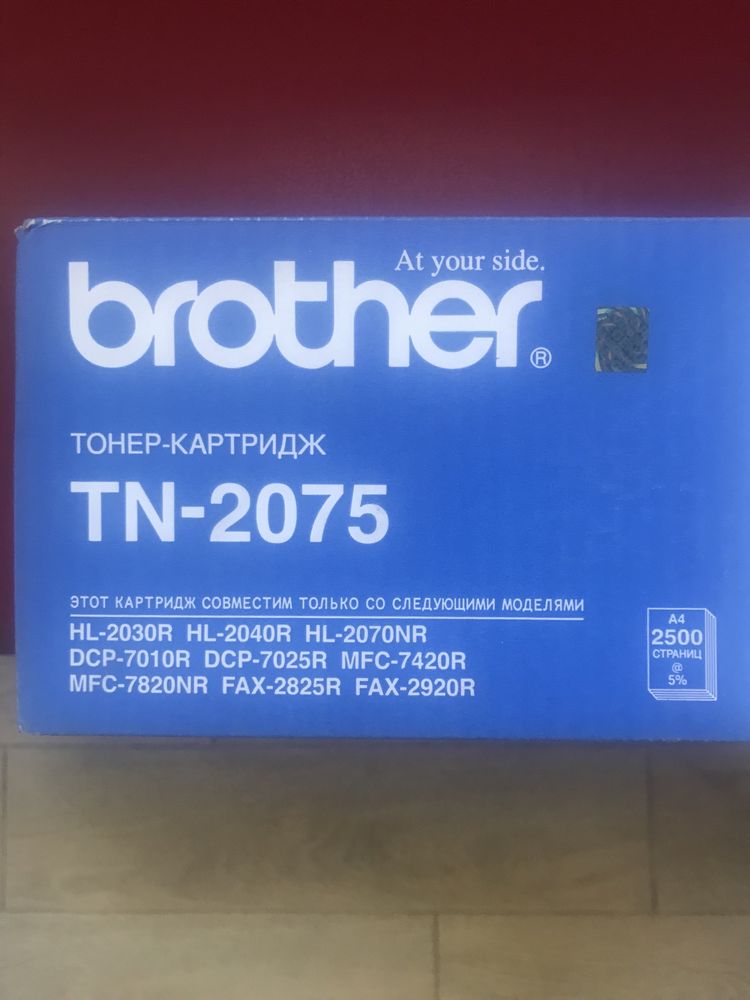 At your side.
brother®
ТОНЕР-КАРТРИДЖ
TN-2075
ЭТОТ КАРТРИДЖ СОВМЕСТИМ ТОЛЬКО СО СЛЕДУЮЩИМИ МОДЕЛЯМИ
HL-2030R HL-2040R HL-2070NR
DCP-7010R DCP-7025R MFC-7420R
MFC-7820NR FAX-2825R FAX-2920R
A4
2500
СТРАНИЦ
@
5%